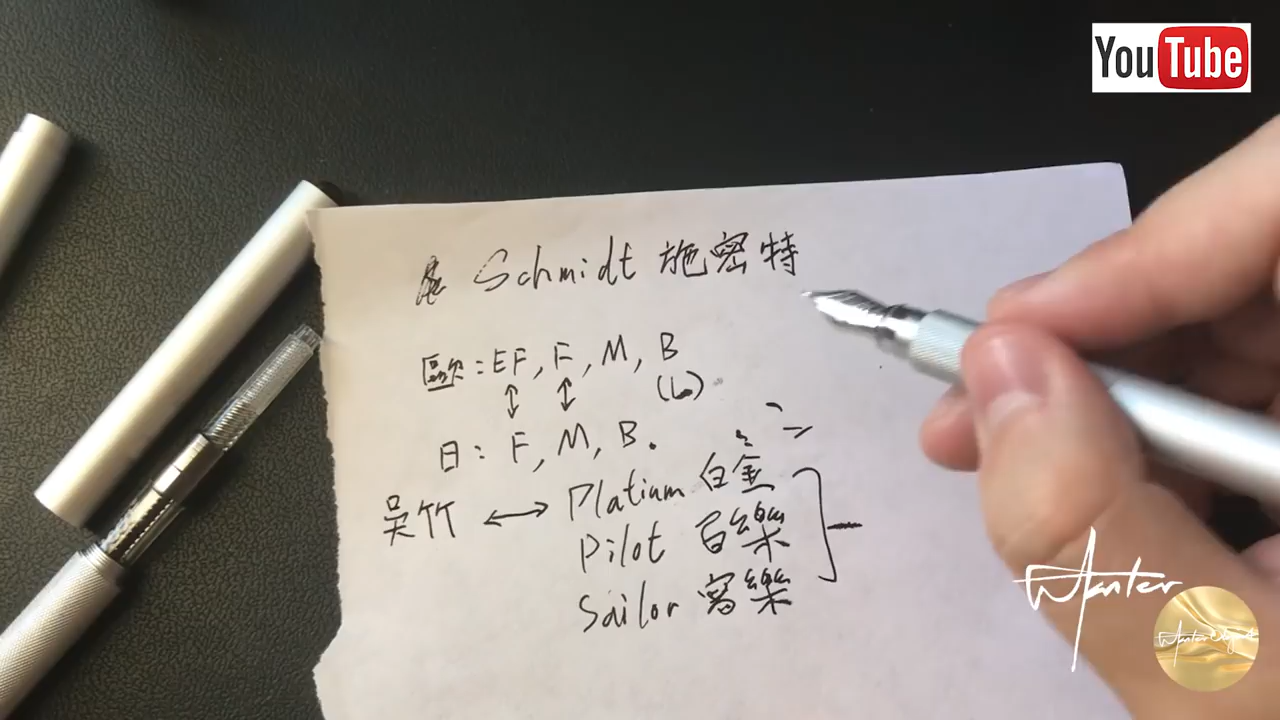 YouTube
Schmidt 施密特
歐：EF, F, M, B
(b)
日：F, M, B.
吳竹 ↔ Platium 白金
Pilot 百樂
Sailor 寫樂
Wanter